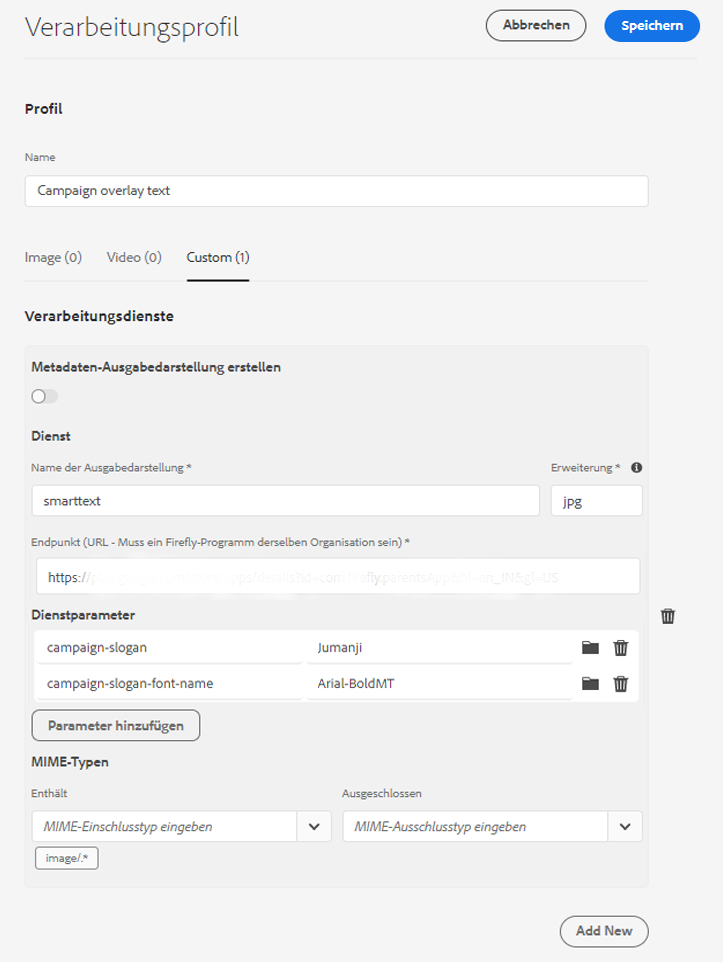 Verarbeitungsprofil
Abbrechen
Speichern
Profil
Name
Campaign overlay text
Image (0) Video (0) Custom (1)
Verarbeitungsdienste
Metadaten-Ausgabedarstellung erstellen
Dienst
Name der Ausgabedarstellung * Erweiterung *
smarttext jpg
Endpunkt (URL - Muss ein Firefly-Programm derselben Organisation sein) *
https://
Dienstparameter
campaign-slogan Jumanji
campaign-slogan-font-name Arial-BoldMT
Parameter hinzufügen
MIME-Typen
Enthält Ausgeschlossen
MIME-Einschlusstyp eingeben MIME-Ausschlusstyp eingeben
image/.*
Add New